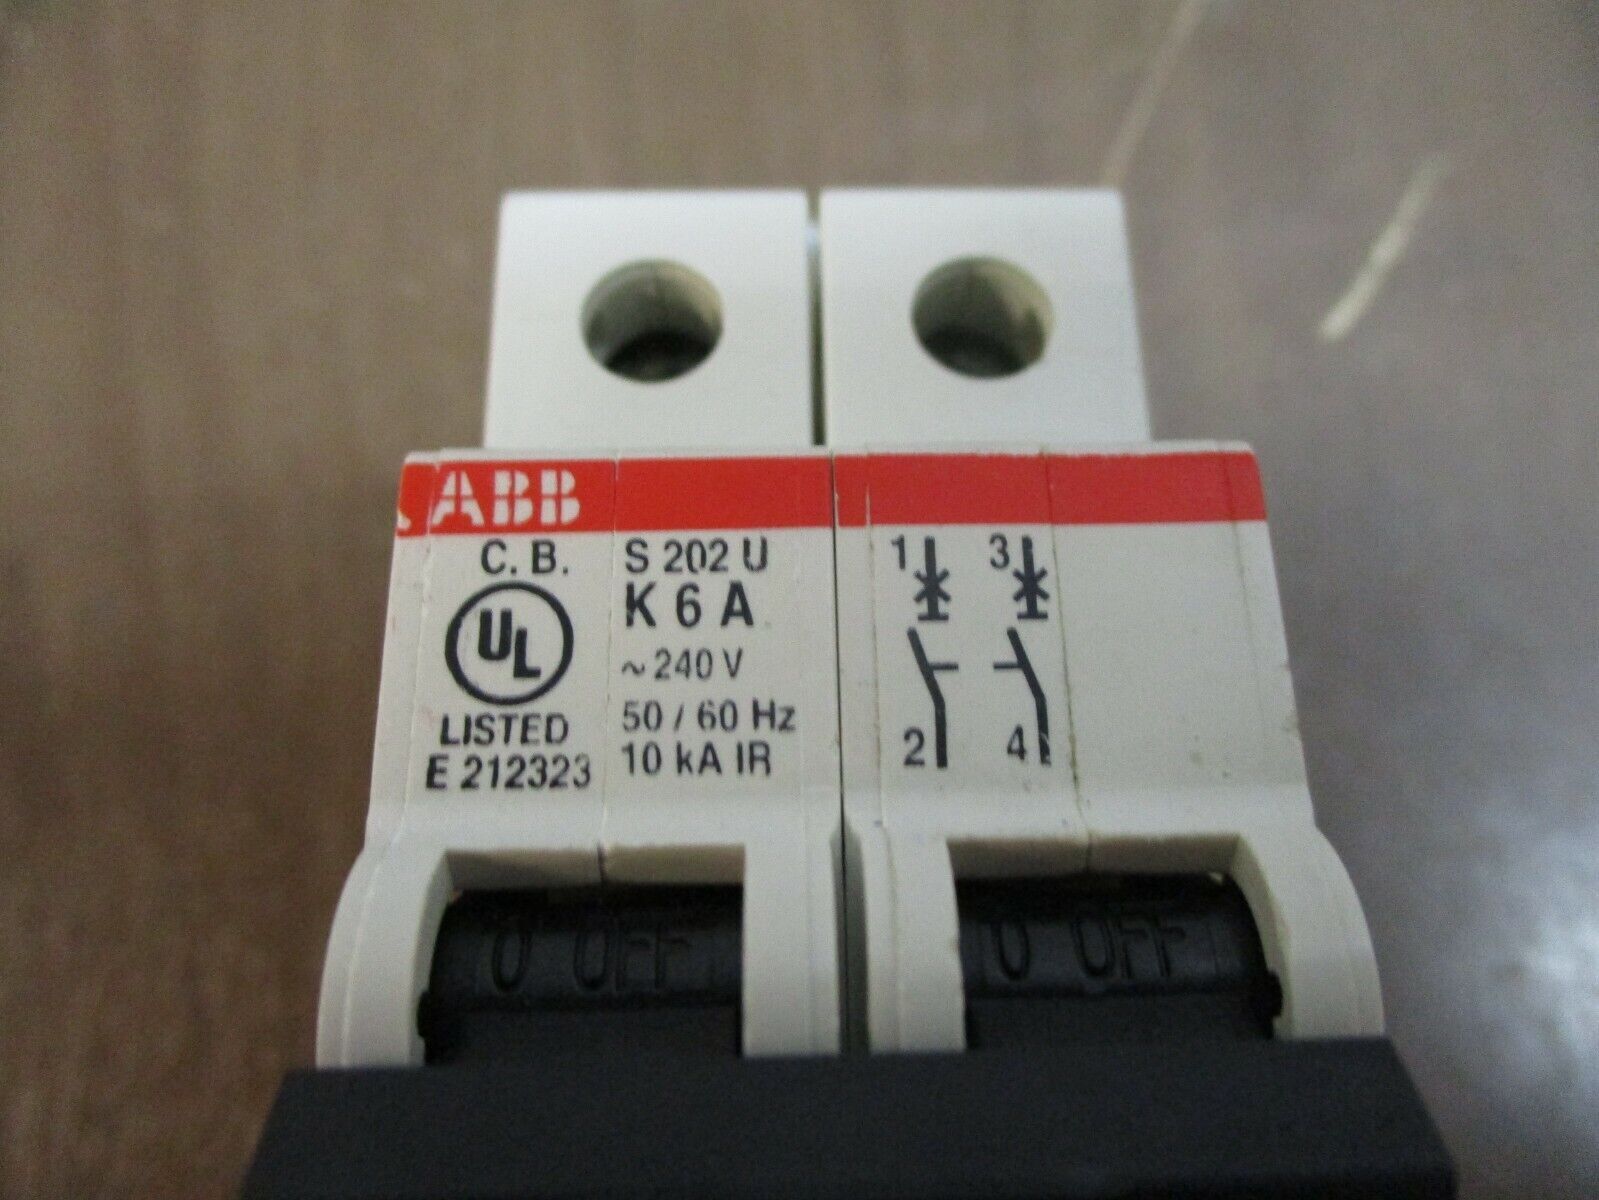 ABB
C. B.
UL
LISTED
E 212323
S 202 U
K 6 A
~ 240 V
50 / 60 Hz
10 kA IR
1 3
2 4
0 OFF
0 OFF